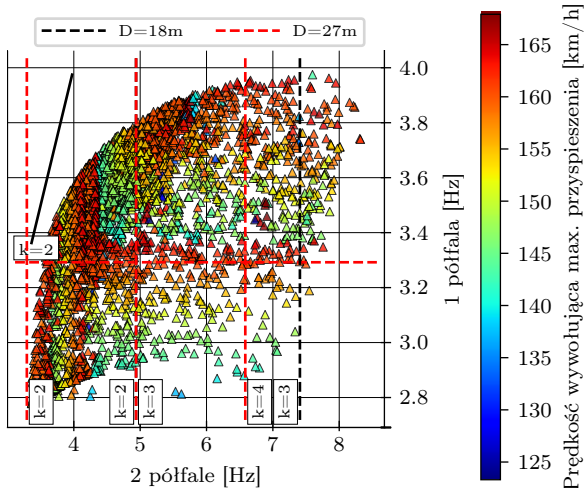 D=18m
D=27m
4.0
3.8
3.6
3.4
3.2
3.0
2.8
1 półfala [Hz]
k=2
k=2
k=2
k=3
k=4
k=3
4
5
6
7
8
2 półfale [Hz]
165
160
155
150
145
140
135
130
125
Prędkość wywołująca max. przyspieszenia [km/h]